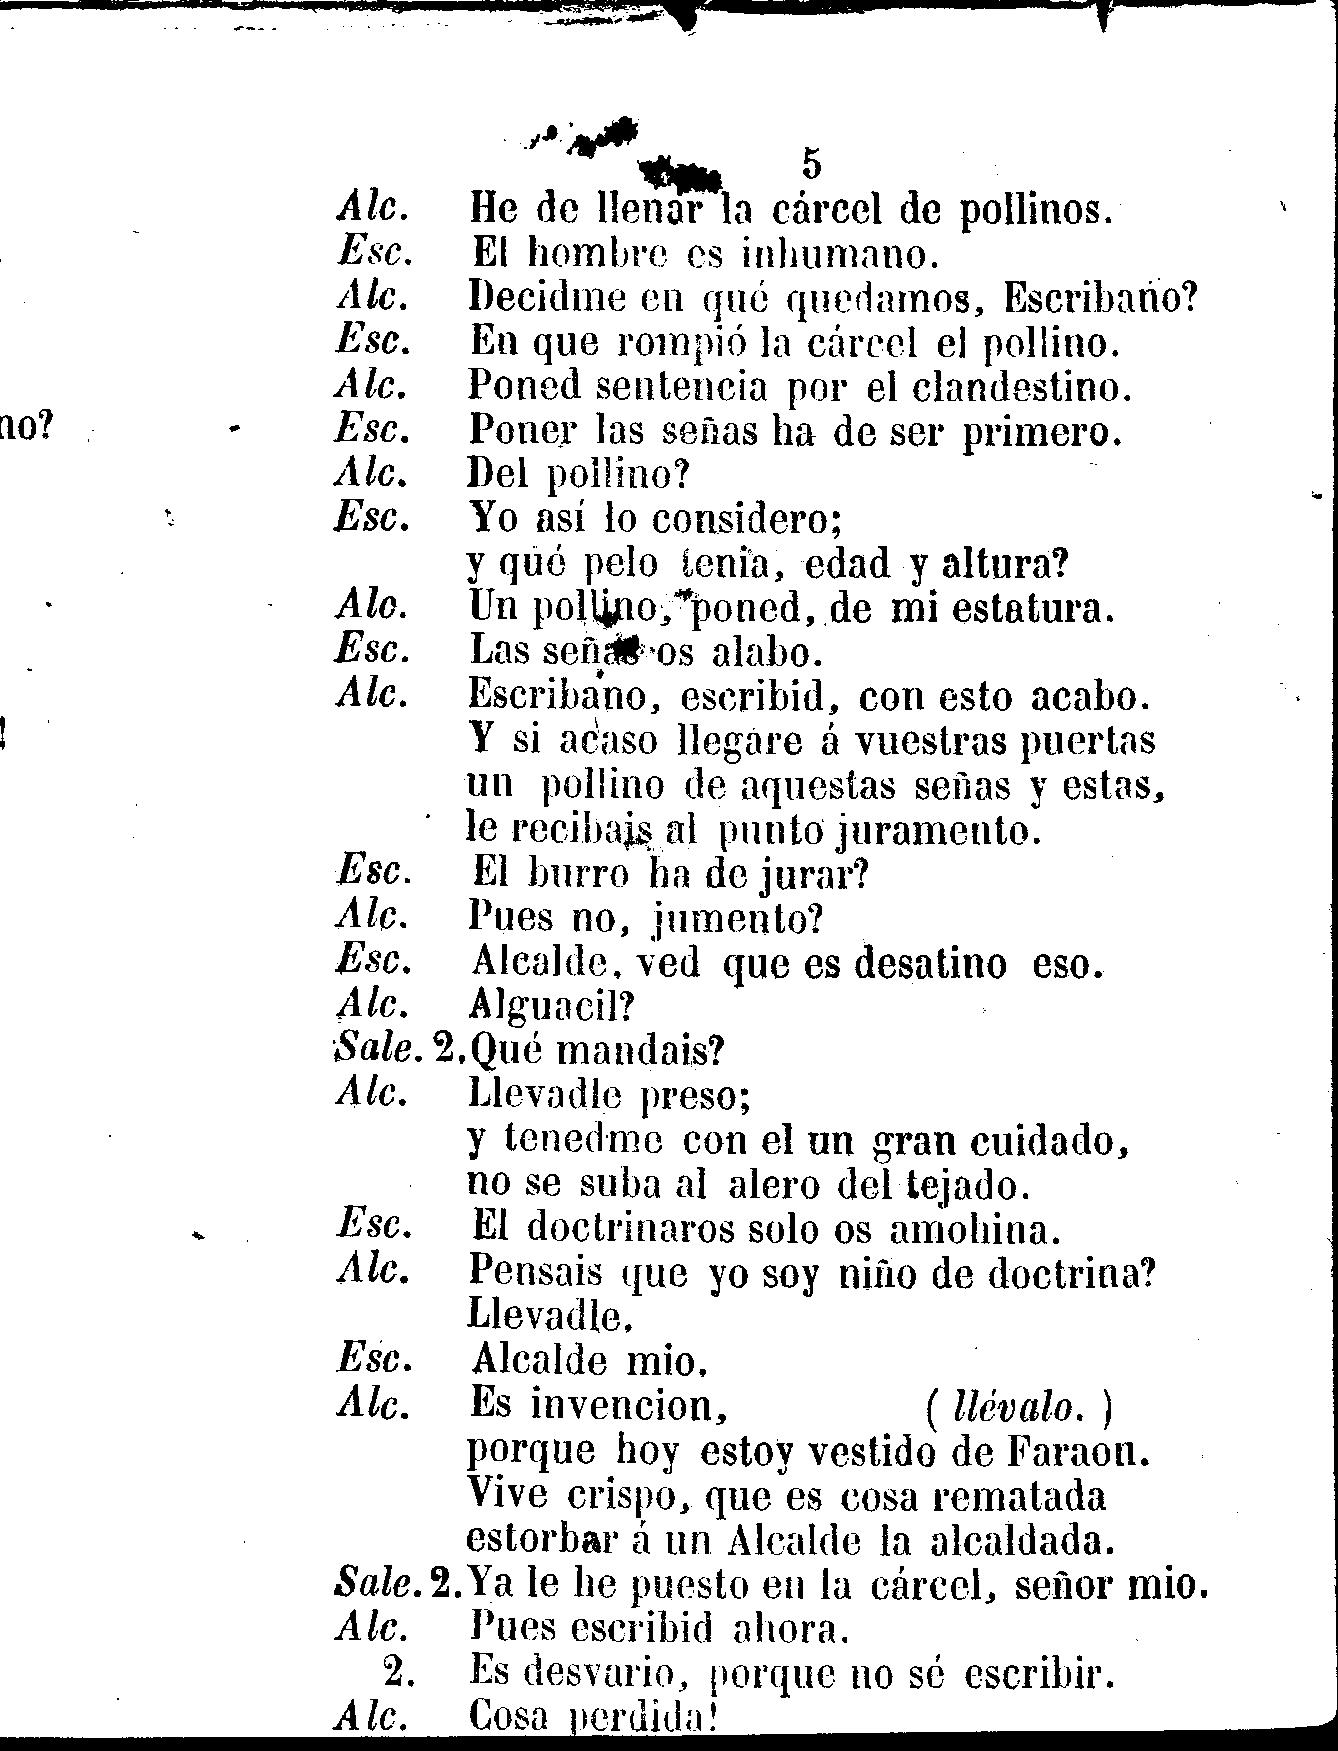 5
Alc. He de llenar la cárcel de pollinos.
Esc. El hombre es inhumano.
Alc. Decidme en qué quedamos, Escribano?
Esc. En que rompió la cárcel el pollino.
Alc. Poned sentencia por el clandestino.
no?
Esc. Poner las señas ha de ser primero.
Alc. Del pollino?
Esc. Yo así lo considero;
y qué pelo tenia, edad y altura?
Alc. Un pollino, poned, de mi estatura.
Esc. Las señas os alabo.
Alc. Escribano, escribid, con esto acabo.
!
Y si acaso llegare á vuestras puertas
un pollino de aquestas señas y estas,
le recibais al punto juramento.
Esc. El burro ha de jurar?
Alc. Pues no, jumento?
Esc. Alcalde, ved que es desatino eso.
Alc. Alguacil?
Sale. 2. Qué mandais?
Alc. Llevadle preso;
y tenedme con el un gran cuidado,
no se suba al alero del tejado.
Esc. El doctrinaros solo os amohina.
Alc. Pensais que yo soy niño de doctrina?
Llevadle.
Esc. Alcalde mio.
Alc. Es invencion, ( llévalo. )
porque hoy estoy vestido de Faraon.
Vive crispo, que es cosa rematada
estorbar á un Alcalde la alcaldada.
Sale. 2. Ya le he puesto en la cárcel, señor mio.
Alc. Pues escribid ahora.
2. Es desvario, porque no sé escribir.
Alc. Cosa perdida!